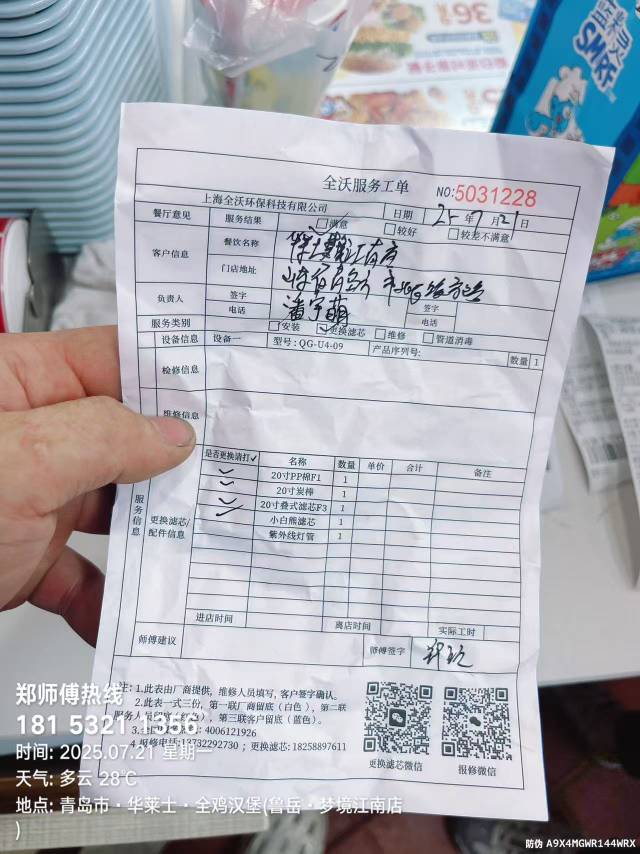 36
全沃服务工单
NO:5031228
上海全沃环保科技有限公司
日期 25年7月21日
餐厅意见 服务结果 满意 较好 较差不满意
客户信息 餐饮名称
门店地址
负责人 签字 签字
电话 电话
服务类别 安装 更换滤芯 维修 管道消毒
设备信息 设备一 型号:QG-U4-09 产品序列号: 数量 1
检修信息
维修信息
服务信息
更换滤芯/配件信息
是否更换请打✓ 名称 数量 单价 合计 备注
20寸PP棉F1 1
20寸炭棒 1
20寸叠式滤芯F3 1
小白熊滤芯 1
紫外线灯管 1
进店时间 离店时间 实际工时
师傅建议 师傅签字
注:1.此表由厂商提供,维修人员填写,客户签字确认。
2.此表一式三份,第一联厂商留底(白色),第二联
服务人 第三联客户留底(蓝色)。
4006121926
4.报修电话:13732292730;更换滤芯:18258897611
更换滤芯微信 报修微信
郑师傅热线
181 5321 1356
时间: 2025.07.21 星期一
天气: 多云 28℃
地点: 青岛市·华莱士·全鸡汉堡(鲁岳·梦境江南店
)
防伪 A9X4MGWR144WRX